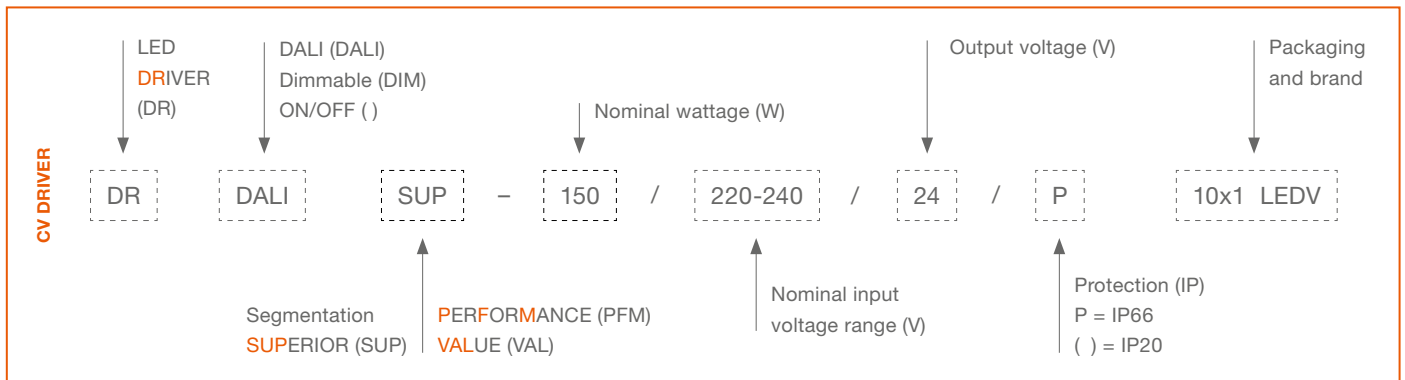 LED
DRIVER
(DR)
DALI (DALI)
Dimmable (DIM)
ON/OFF ( )
Nominal wattage (W)
Output voltage (V)
Packaging
and brand
CV DRIVER
DR DALI SUP – 150 / 220-240 / 24 / P 10x1 LEDV
Segmentation
SUPERIOR (SUP)
PERFORMANCE (PFM)
VALUE (VAL)
Nominal input
voltage range (V)
Protection (IP)
P = IP66
( ) = IP20